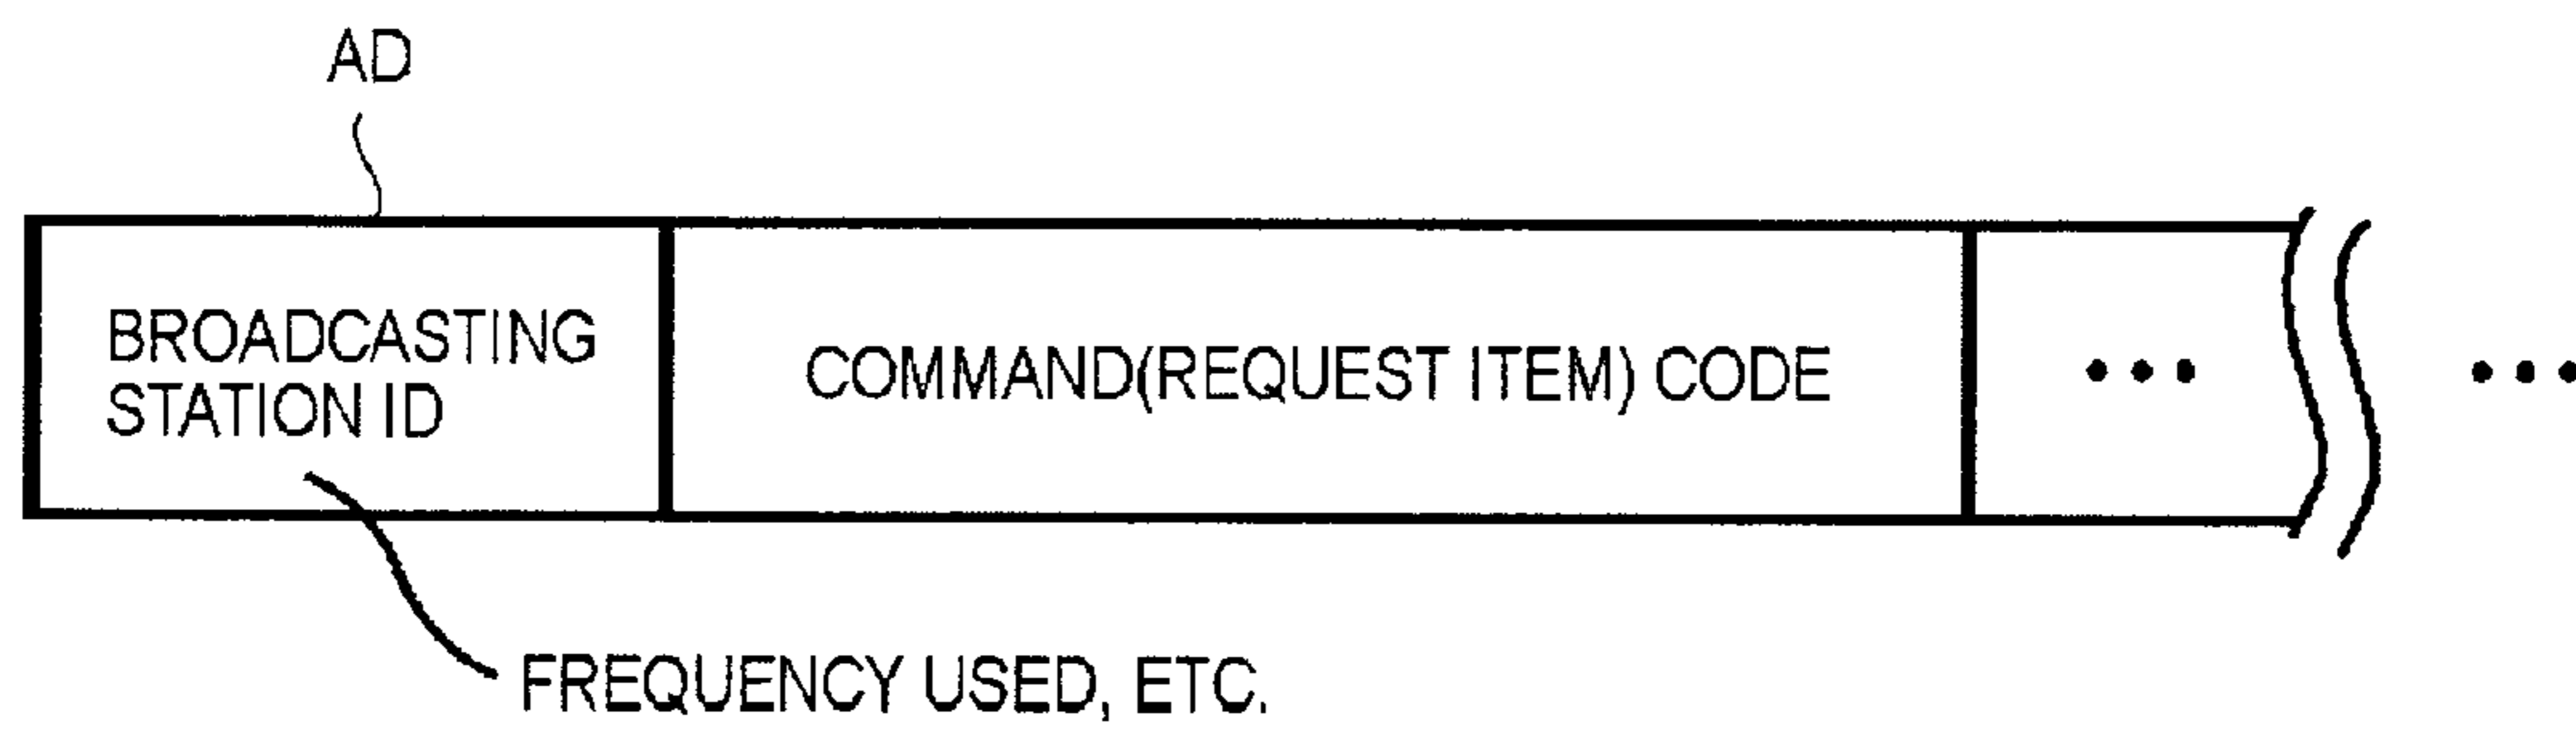 AD
BROADCASTING
STATION ID
COMMAND(REQUEST ITEM) CODE
• • •
• • •
FREQUENCY USED, ETC.